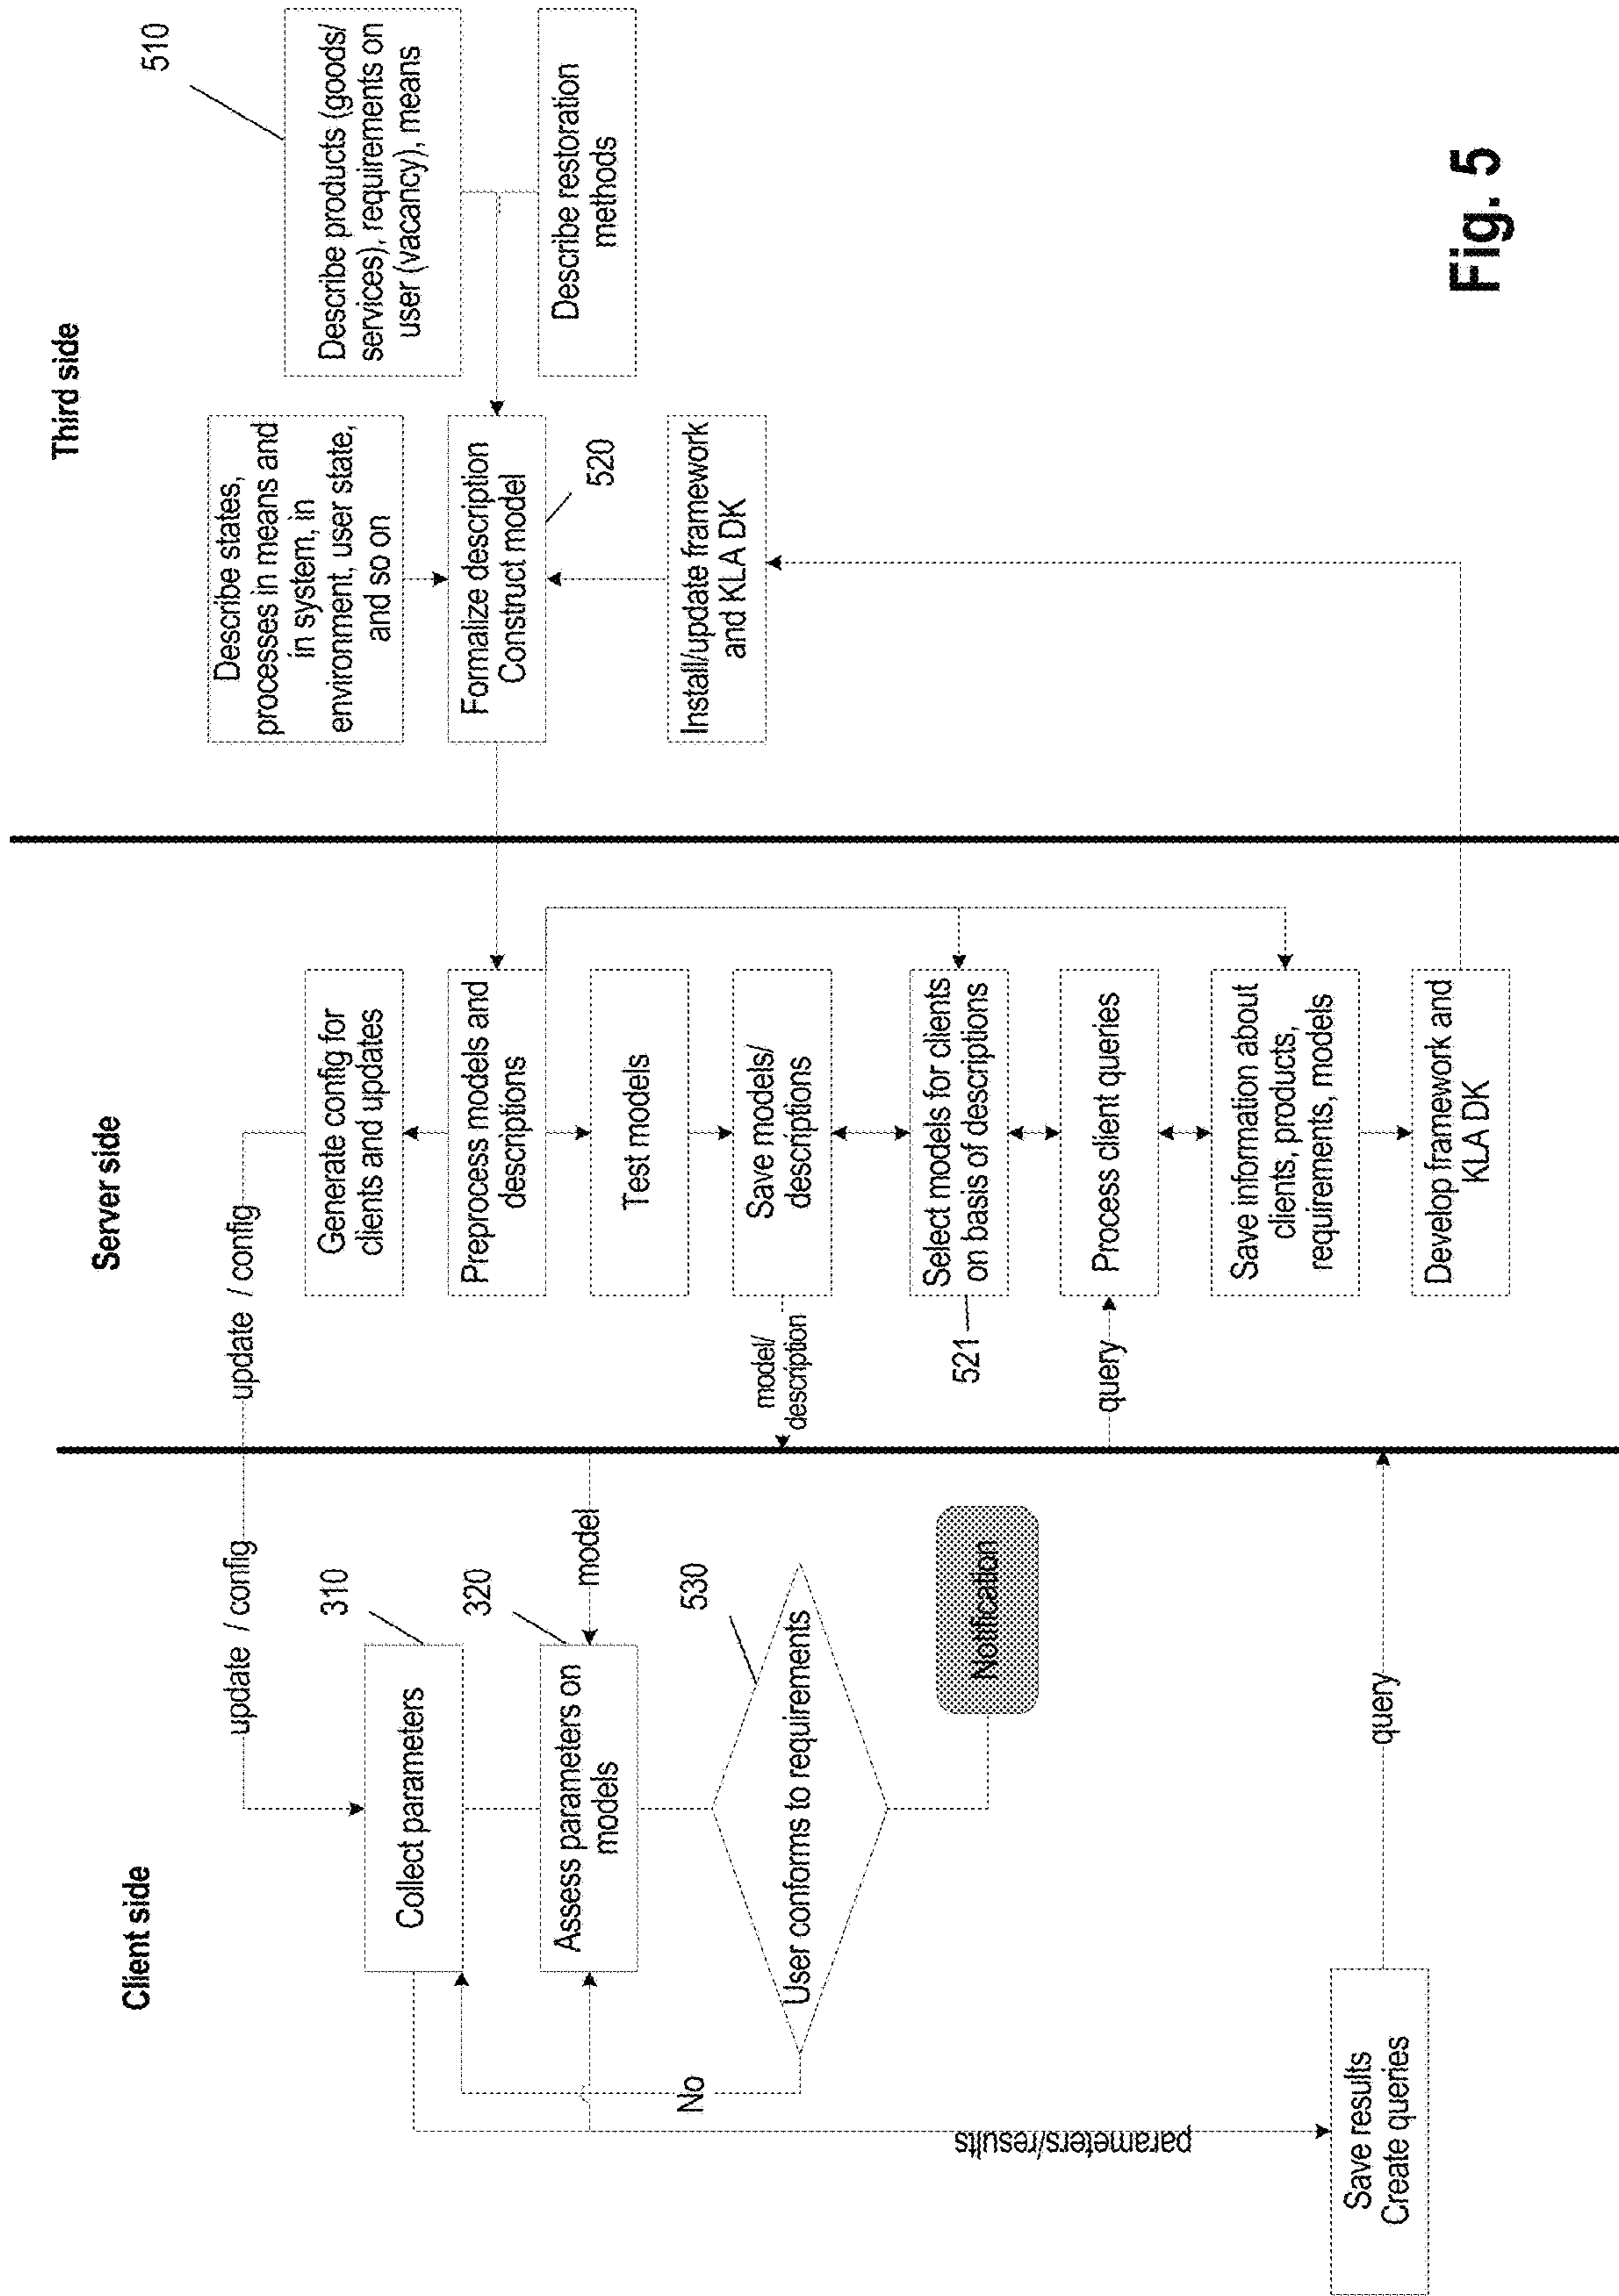 Client side
Server side
Third side
update / config
update / config
310
Collect parameters
320
Assess parameters on
models
model
530
User conforms to requirements
No
Notification
parameters/results
Save results
Create queries
query
Generate config for
clients and updates
Preprocess models and
descriptions
Test models
Save models/
descriptions
model/
description
Select models for clients
on basis of descriptions
521
Process client queries
query
Save information about
clients, products,
requirements, models
Develop framework and
KLA DK
Describe states,
processes in means and
in system, in
environment, user state,
and so on
Formalize description
Construct model
520
Install/update framework
and KLA DK
510
Describe products (goods/
services), requirements on
user (vacancy), means
Describe restoration
methods
Fig. 5